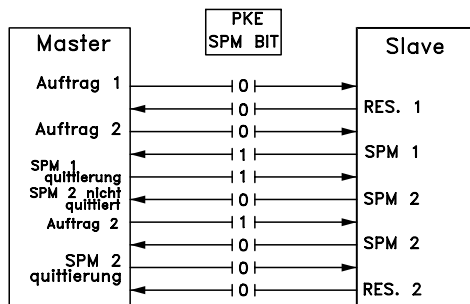 PKE
SPM BIT
Master
Slave
Auftrag 1
0
0
RES. 1
Auftrag 2
0
1
SPM 1
SPM 1
quittierung
1
SPM 2 nicht
quittiert
0
SPM 2
Auftrag 2
1
0
SPM 2
SPM 2
quittierung
0
0
RES. 2